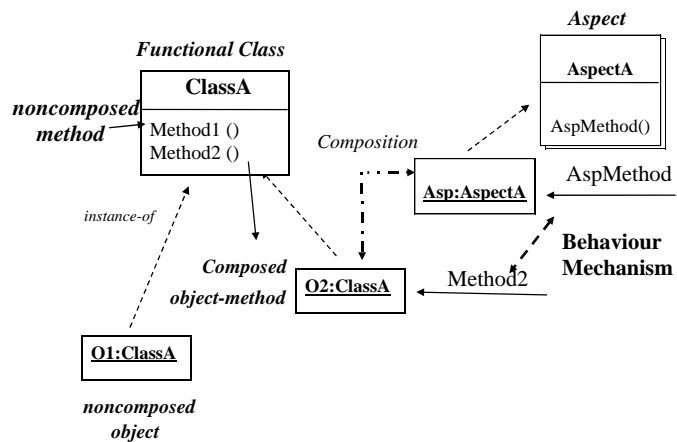 Aspect
Functional Class
ClassA
AspectA
noncomposed
method
Method1 ()
Method2 ()
AspMethod()
Composition
Asp:AspectA
AspMethod
instance-of
Behaviour
Mechanism
Composed
object-method
O2:ClassA
Method2
O1:ClassA
noncomposed
object